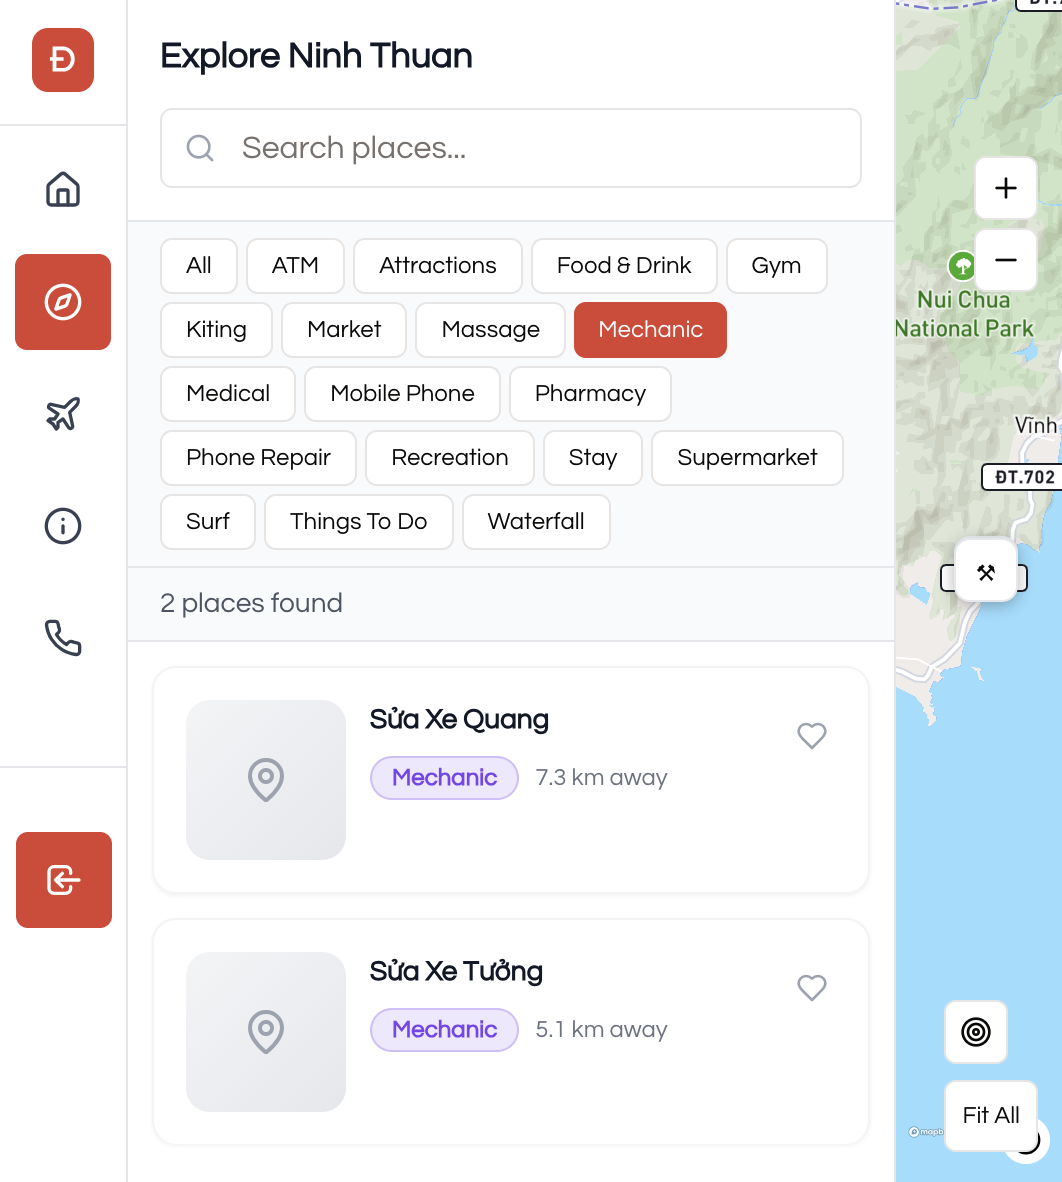 Đ
Explore Ninh Thuan
Search places...
All
ATM
Attractions
Food & Drink
Gym
Kiting
Market
Massage
Mechanic
Medical
Mobile Phone
Pharmacy
Phone Repair
Recreation
Stay
Supermarket
Surf
Things To Do
Waterfall
2 places found
Sửa Xe Quang
Mechanic
7.3 km away
Sửa Xe Tưởng
Mechanic
5.1 km away
Nui Chua
National Park
Vĩnh
ĐT.702
Fit All
mapb